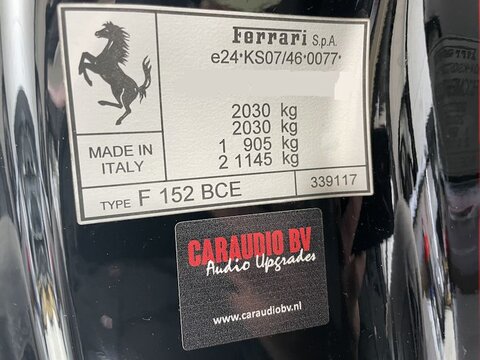 Ferrari S.p.A.
e24*KS07/46*0077*
2030 kg
2030 kg
1 905 kg
2 1145 kg
MADE IN
ITALY
TYPE F 152 BCE 339117
CARAUDIO BV
Audio Upgrades
www.caraudiobv.nl